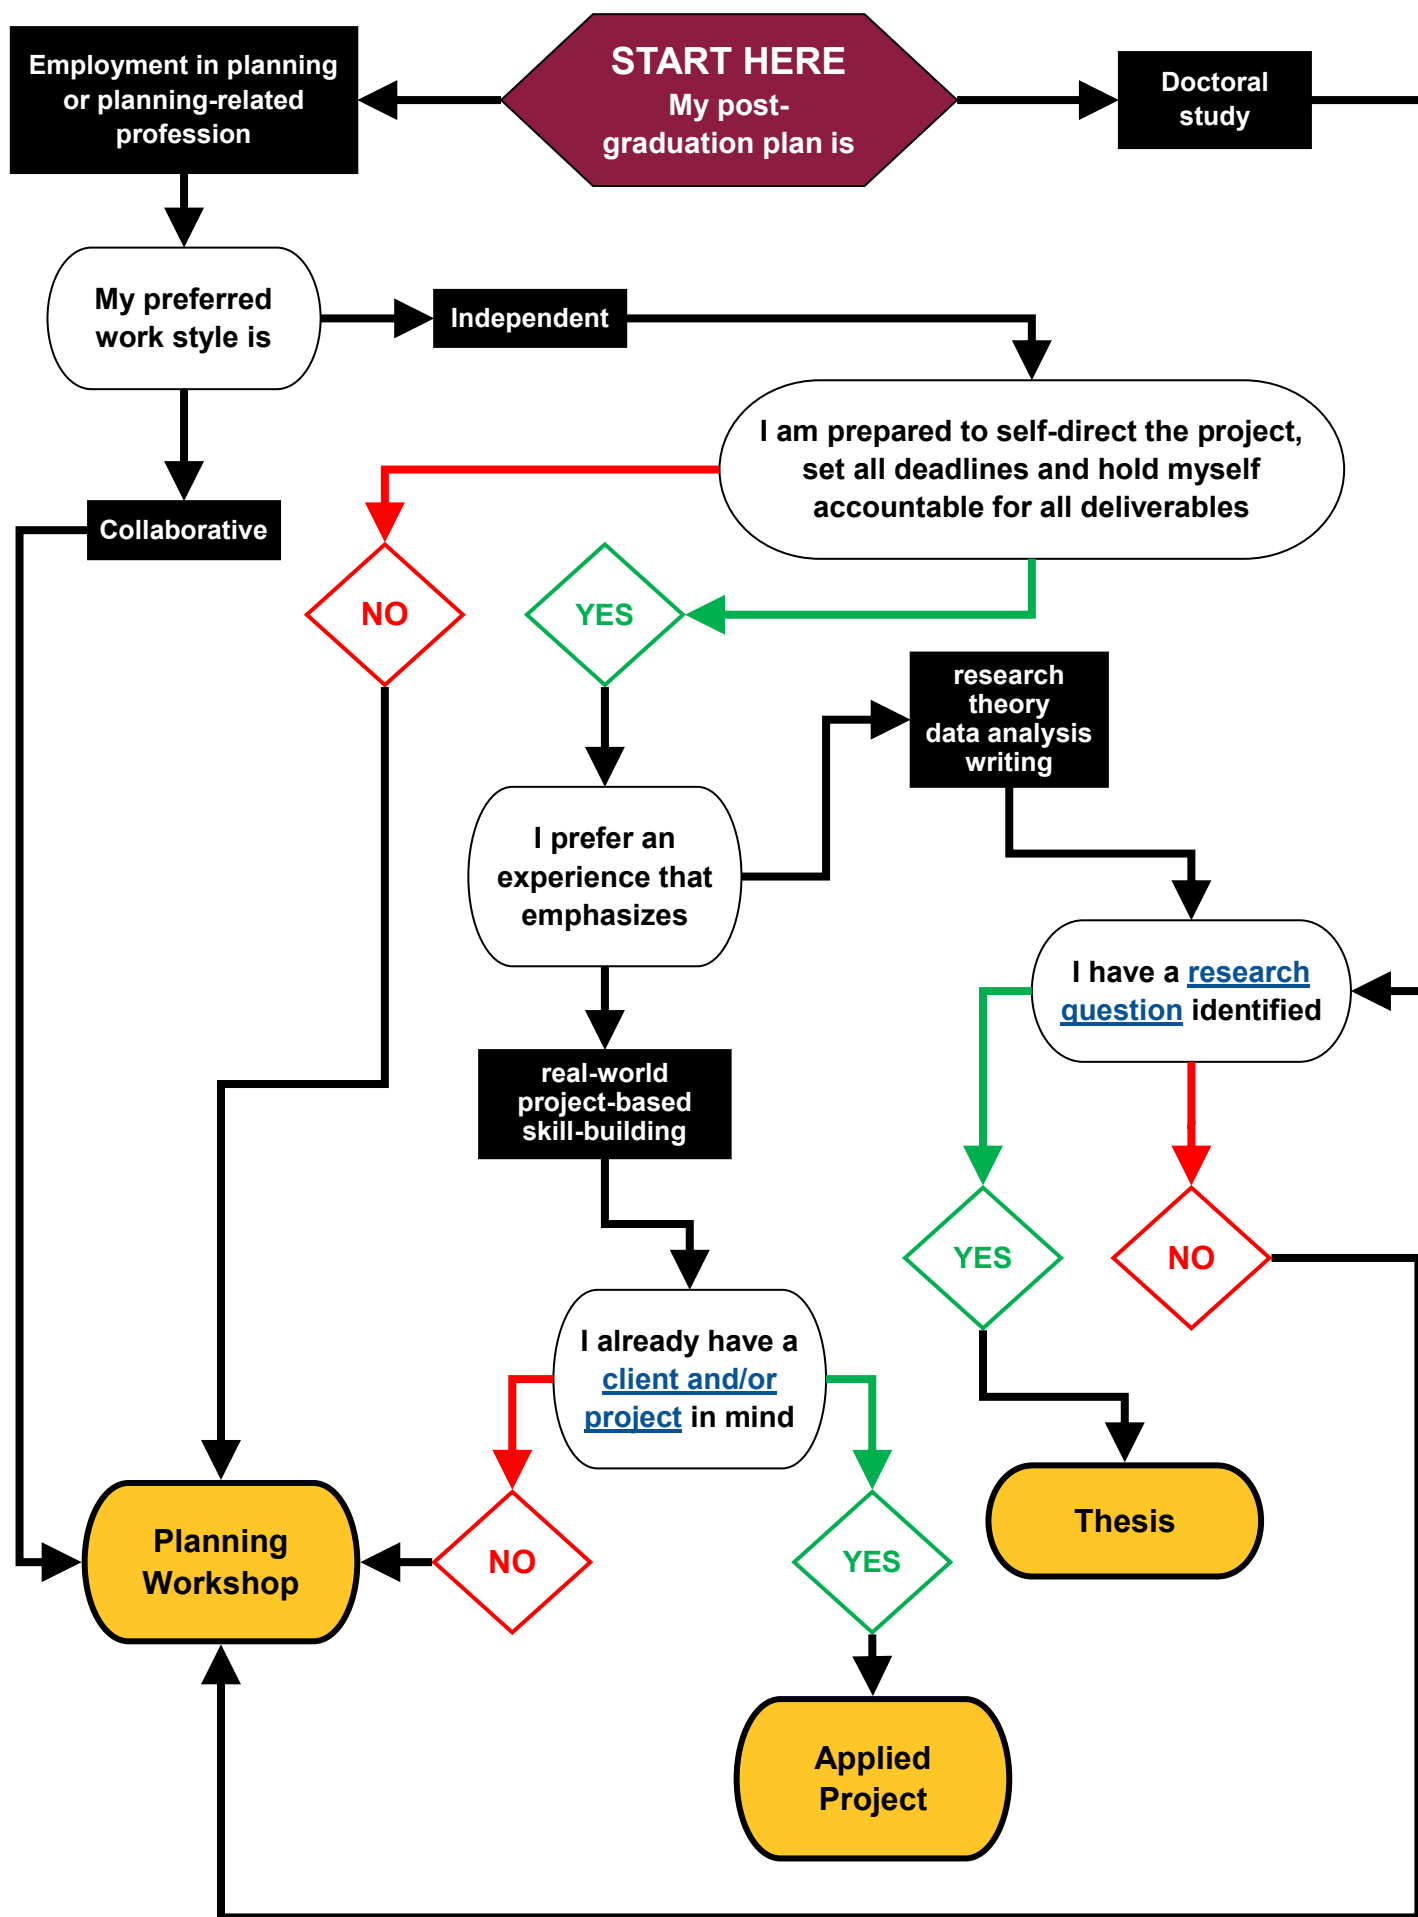 START HERE
My post-
graduation plan is
Employment in planning
or planning-related
profession
Doctoral
study
My preferred
work style is
Independent
Collaborative
I am prepared to self-direct the project,
set all deadlines and hold myself
accountable for all deliverables
NO
YES
research
theory
data analysis
writing
I prefer an
experience that
emphasizes
I have a research
question identified
real-world
project-based
skill-building
YES
NO
I already have a
client and/or
project in mind
NO
YES
Planning
Workshop
Thesis
Applied
Project